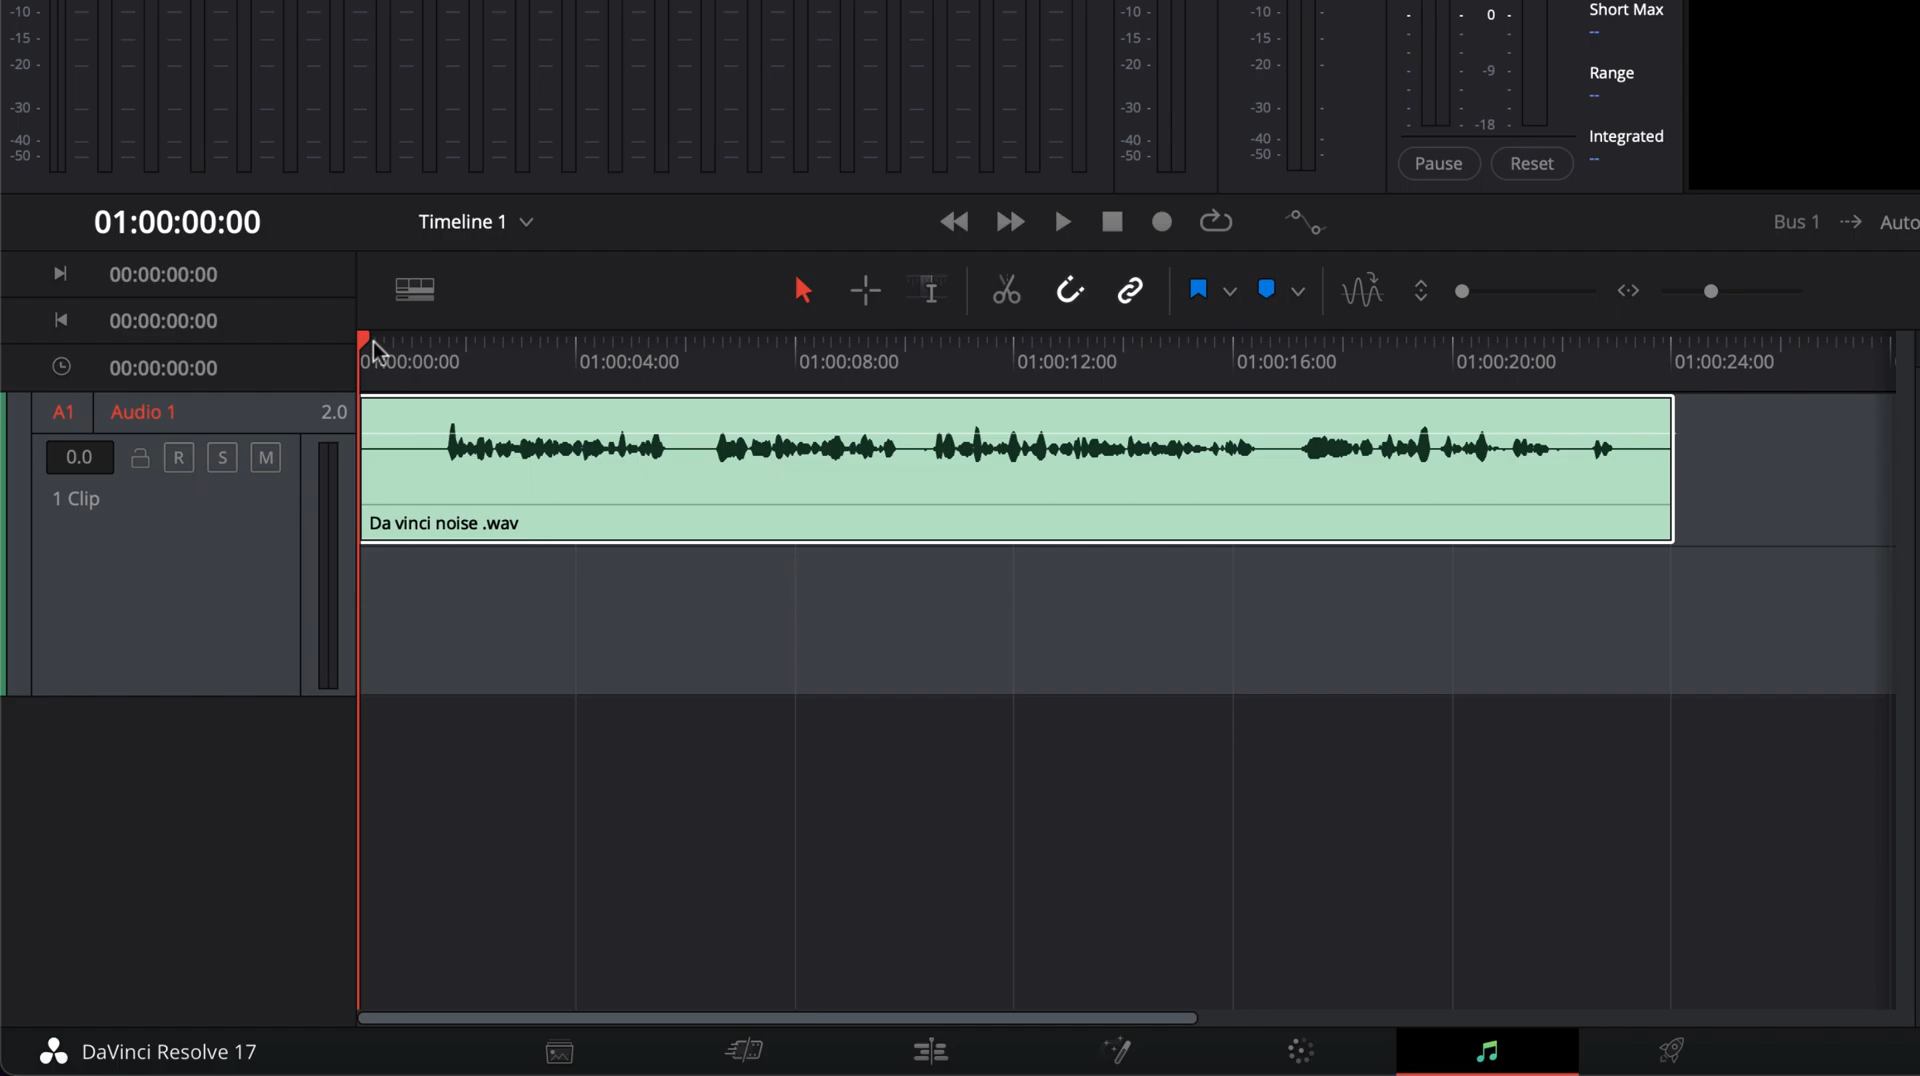 -10 -
-15 -
-20 -
-30 -
-40 -
-50 -
-10 -
-15 -
-20 -
-30 -
-40 -
-50 -
-10 -
-15 -
-20 -
-30 -
-40 -
-50 -
0
-9
-18
Pause
Reset
Short Max
--
Range
--
Integrated
--
01:00:00:00
Timeline 1
Bus 1
Auto
00:00:00:00
00:00:00:00
00:00:00:00
01:00:04:00
01:00:08:00
01:00:12:00
01:00:16:00
01:00:20:00
01:00:24:00
A1
Audio 1
2.0
0.0
R
S
M
1 Clip
Da vinci noise .wav
DaVinci Resolve 17